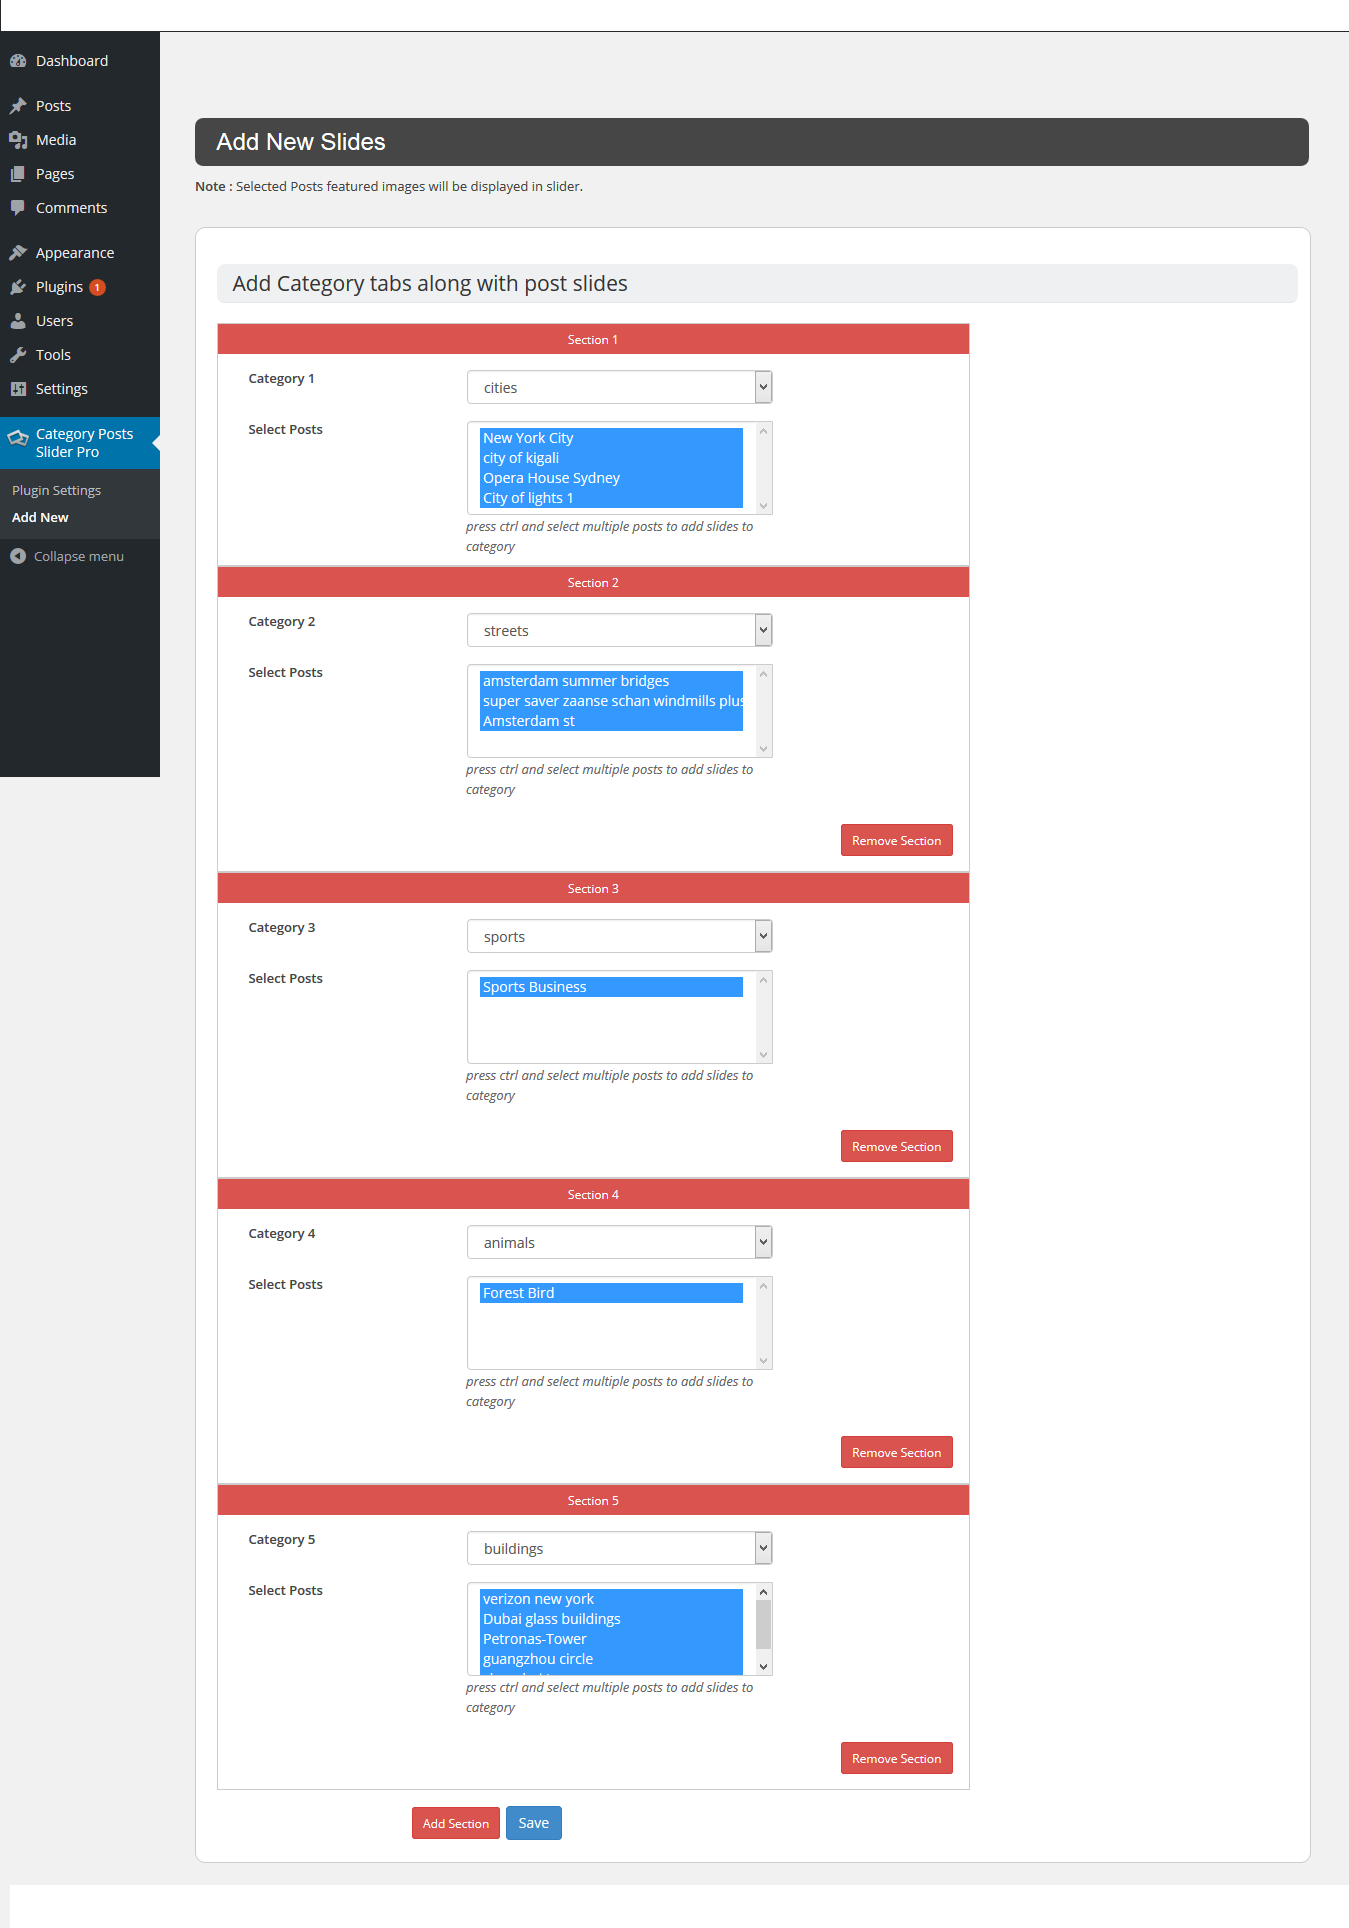 Dashboard
Posts
Media
Pages
Comments
Appearance
Plugins 1
Users
Tools
Settings
Category Posts
Slider Pro
Plugin Settings
Add New
Collapse menu
Add New Slides
Note : Selected Posts featured images will be displayed in slider.
Add Category tabs along with post slides
Section 1
Category 1
cities
Select Posts
New York City
city of kigali
Opera House Sydney
City of lights 1
press ctrl and select multiple posts to add slides to
category
Section 2
Category 2
streets
Select Posts
amsterdam summer bridges
super saver zaanse schan windmills plus
Amsterdam st
press ctrl and select multiple posts to add slides to
category
Remove Section
Section 3
Category 3
sports
Select Posts
Sports Business
press ctrl and select multiple posts to add slides to
category
Remove Section
Section 4
Category 4
animals
Select Posts
Forest Bird
press ctrl and select multiple posts to add slides to
category
Remove Section
Section 5
Category 5
buildings
Select Posts
verizon new york
Dubai glass buildings
Petronas-Tower
guangzhou circle
press ctrl and select multiple posts to add slides to
category
Remove Section
Add Section
Save